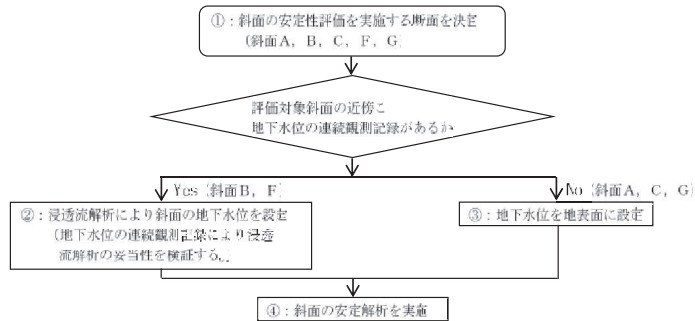 ①：斜面の安定性評価を実施する断面を決定
(斜面A，B，C，F，G)
評価対象斜面の近傍に
地下水位の連続観測記録があるか
Yes (斜面B，F)
No (斜面A，C，G)
②：浸透流解析により斜面の地下水位を設定
(地下水位の連続観測記録により浸透
流解析の妥当性を検証する。)
③：地下水位を地表面に設定
④：斜面の安定解析を実施